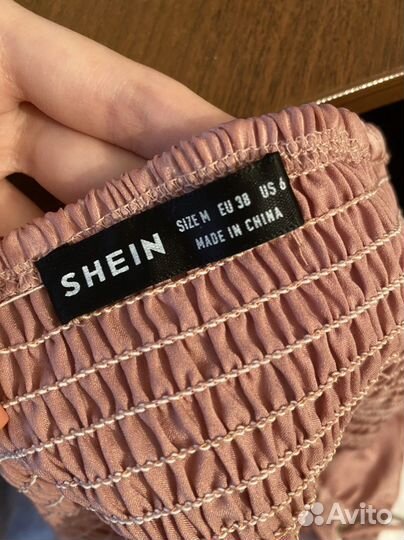 SHEIN
SIZE M EU 38 US 6
MADE IN CHINA
Avito